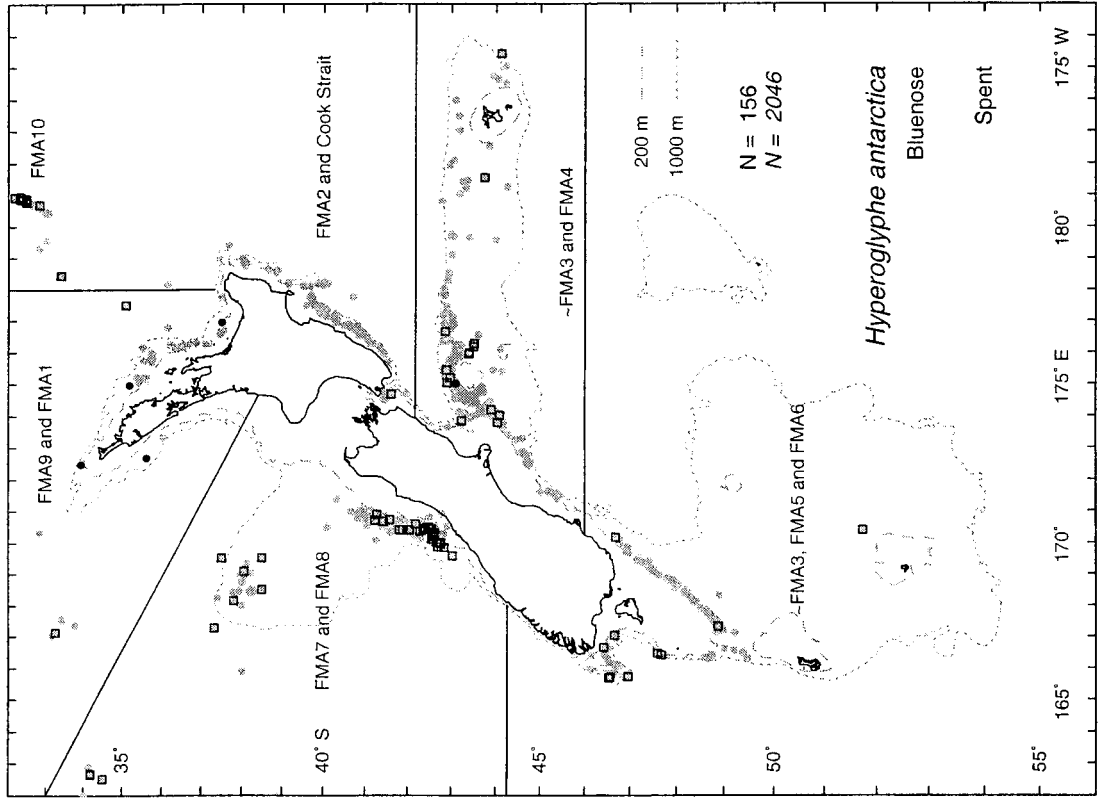 FMA9 and FMA1
FMA10
FMA7 and FMA8
FMA2 and Cook Strait
~FMA3 and FMA4
~FMA3, FMA5 and FMA6
200 m
1000 m
N = 156
N = 2046
Hyperoglyphe antarctica
Bluenose
Spent
35°
40° S
45°
50°
55°
165°
170°
175° E
180°
175° W